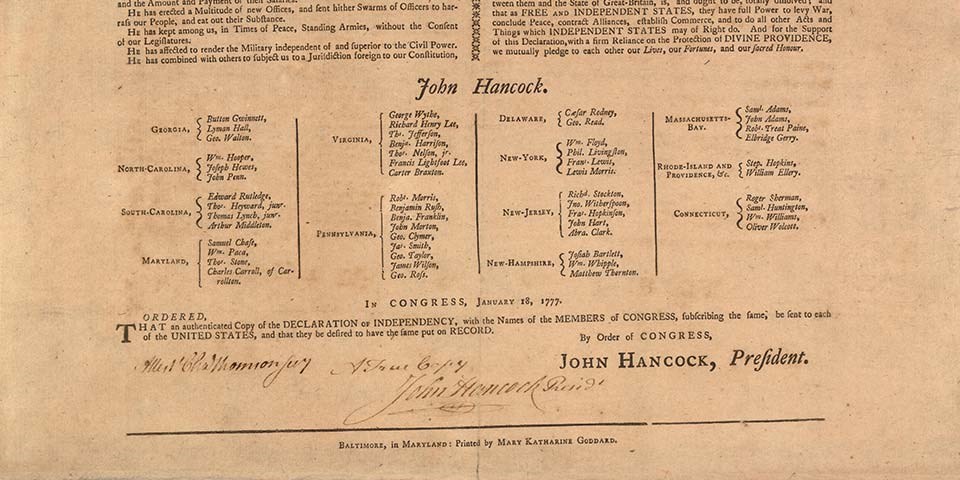 and the Amount and Payment of their Salaries.
HE has erected a Multitude of new Offices, and sent hither Swarms of Officers to har-
rass our People, and eat out their Substance.
HE has kept among us, in Times of Peace, Standing Armies, without the Consent
of our Legislatures.
HE has affected to render the Military independent of and superior to the Civil Power.
HE has combined with others to subject us to a Jurisdiction foreign to our Constitution,
tween them and the State of Great-Britain, is, and ought to be, totally dissolved; and
that as FREE AND INDEPENDENT STATES, they have full Power to levy War,
conclude Peace, contract Alliances, establish Commerce, and to do all other Acts and
Things which INDEPENDENT STATES may of Right do. And for the Support
of this Declaration, with a firm Reliance on the Protection of DIVINE PROVIDENCE,
we mutually pledge to each other our Lives, our Fortunes, and our sacred Honour.
John Hancock.
GEORGIA,
Button Gwinnett,
Lyman Hall,
Geo. Walton.
NORTH-CAROLINA,
Wm. Hooper,
Joseph Hewes,
John Penn.
SOUTH-CAROLINA,
Edward Rutledge,
Thos. Heyward, junr.
Thomas Lynch, junr.
Arthur Middleton.
MARYLAND,
Samuel Chase,
Wm. Paca,
Thos. Stone,
Charles Carroll, of Car-
rollton.
VIRGINIA,
George Wythe,
Richard Henry Lee,
Ths. Jefferson,
Benja. Harrison,
Thos. Nelson, jr.
Francis Lightfoot Lee,
Carter Braxton.
PENNSYLVANIA,
Robt. Morris,
Benjamin Rush,
Benja. Franklin,
John Morton,
Geo. Clymer,
Jas. Smith,
Geo. Taylor,
James Wilson,
Geo. Ross.
DELAWARE,
Cæsar Rodney,
Geo. Read.
NEW-YORK,
Wm. Floyd,
Phil. Livingston,
Frans. Lewis,
Lewis Morris.
NEW-JERSEY,
Richd. Stockton,
Jno. Witherspoon,
Fras. Hopkinson,
John Hart,
Abra. Clark.
NEW-HAMPSHIRE,
Josiah Bartlett,
Wm. Whipple,
Matthew Thornton.
MASSACHUSETTS-
BAY.
Saml. Adams,
John Adams,
Robt. Treat Paine,
Elbridge Gerry.
RHODE-ISLAND AND
PROVIDENCE, &c.
Step. Hopkins,
William Ellery.
CONNECTICUT,
Roger Sherman,
Saml. Huntington,
Wm. Williams,
Oliver Wolcott.
IN CONGRESS, JANUARY 18, 1777.
ORDERED,
THAT an authenticated Copy of the DECLARATION of INDEPENDENCY, with the Names of the MEMBERS of CONGRESS, subscribing the same, be sent to each
of the UNITED STATES, and that they be desired to have the same put on RECORD.
By Order of CONGRESS,
JOHN HANCOCK, President.
Attest Chas Thomson secy
A True Copy
John Hancock Presidt
BALTIMORE, in MARYLAND: Printed by MARY KATHARINE GODDARD.